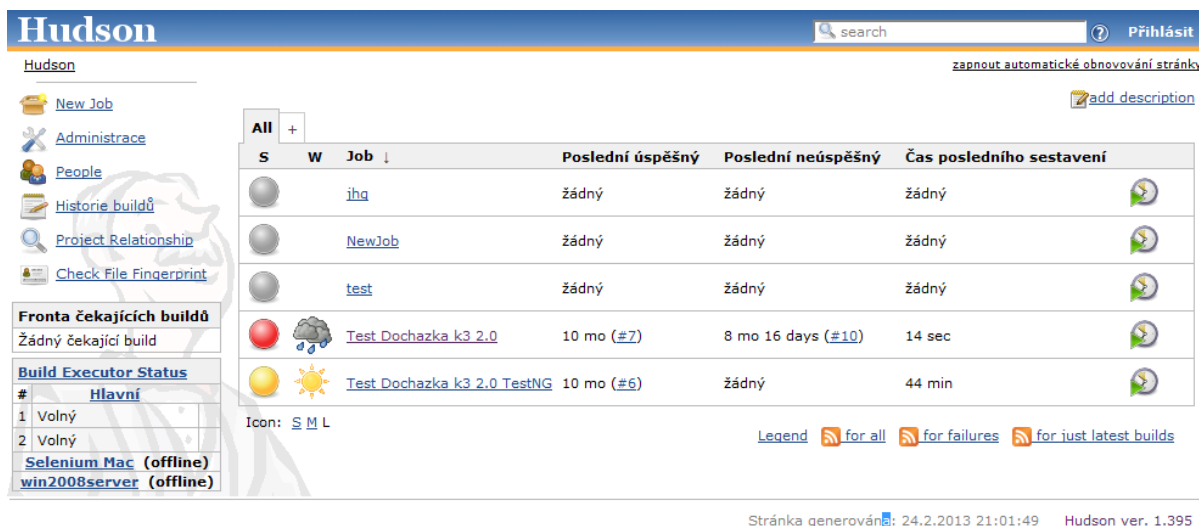 Hudson
search
Přihlásit
Hudson
zapnout automatické obnovování stránky
New Job
Administrace
People
Historie buildů
Project Relationship
Check File Fingerprint
Fronta čekajících buildů
Žádný čekající build
Build Executor Status
# Hlavní
1 Volný
2 Volný
Selenium Mac (offline)
win2008server (offline)
add description
All +
S W Job ↓ Poslední úspěšný Poslední neúspěšný Čas posledního sestavení
jhg žádný žádný žádný
NewJob žádný žádný žádný
test žádný žádný žádný
Test Dochazka k3 2.0 10 mo (#7) 8 mo 16 days (#10) 14 sec
Test Dochazka k3 2.0 TestNG 10 mo (#6) žádný 44 min
Icon: S M L
Legend for all for failures for just latest builds
Stránka generována: 24.2.2013 21:01:49 Hudson ver. 1.395